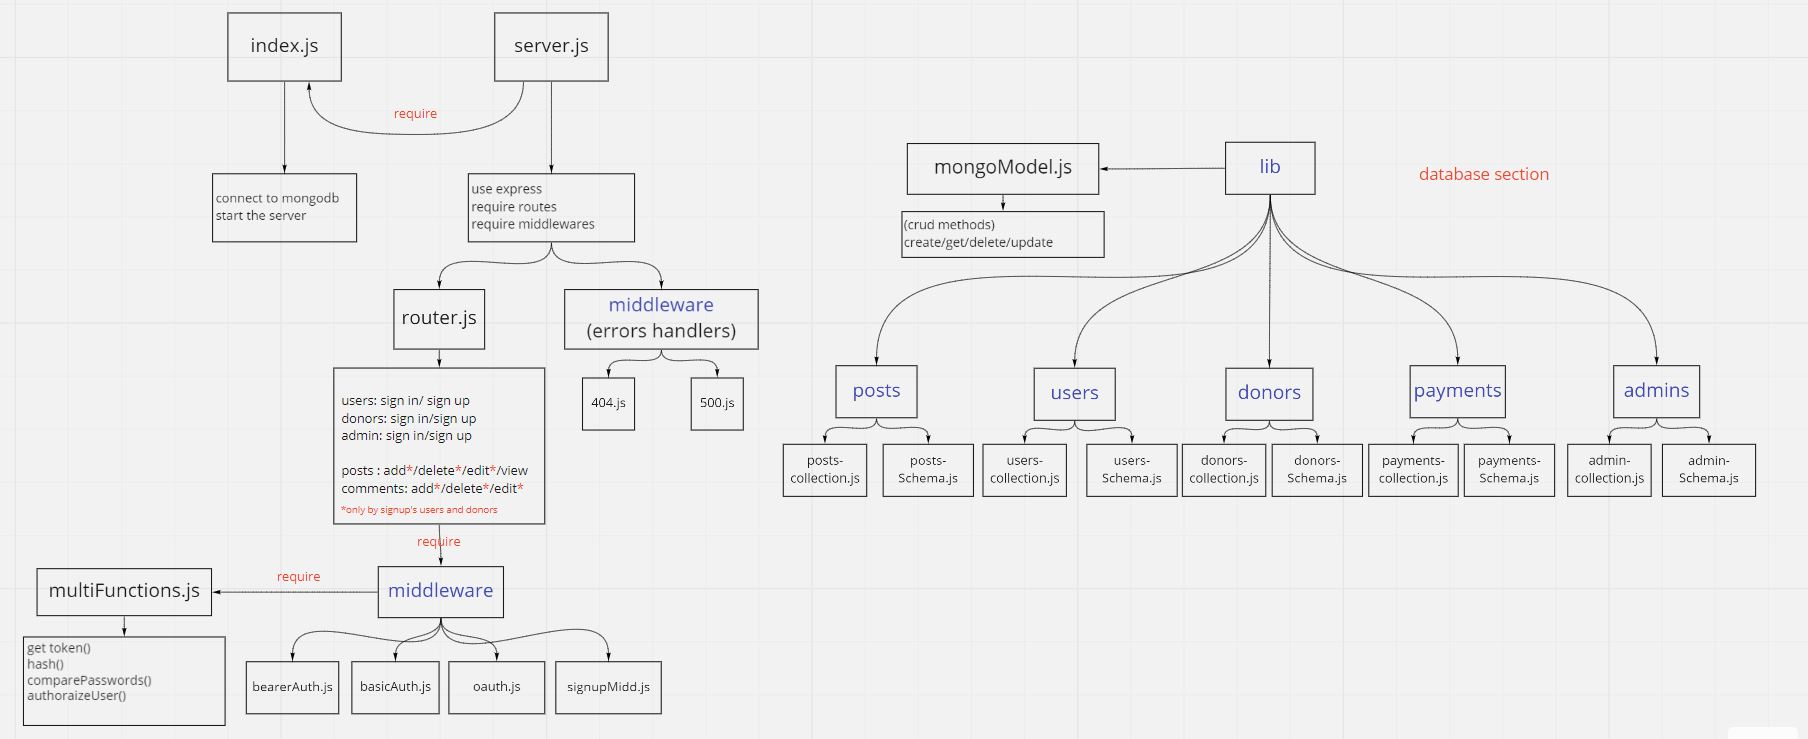 index.js
server.js
require
connect to mongodb
start the server
use express
require routes
require middlewares
router.js
middleware
(errors handlers)
404.js
500.js
users: sign in/ sign up
donors: sign in/sign up
admin: sign in/sign up
posts : add*/delete*/edit*/view
comments: add*/delete*/edit*
*only by signup's users and donors
require
middleware
require
multiFunctions.js
get token()
hash()
comparePasswords()
authoraizeUser()
bearerAuth.js
basicAuth.js
oauth.js
signupMidd.js
mongoModel.js
(crud methods)
create/get/delete/update
lib
database section
posts
users
donors
payments
admins
posts-
collection.js
posts-
Schema.js
users-
collection.js
users-
Schema.js
donors-
collection.js
donors-
Schema.js
payments-
collection.js
payments-
Schema.js
admin-
collection.js
admin-
Schema.js